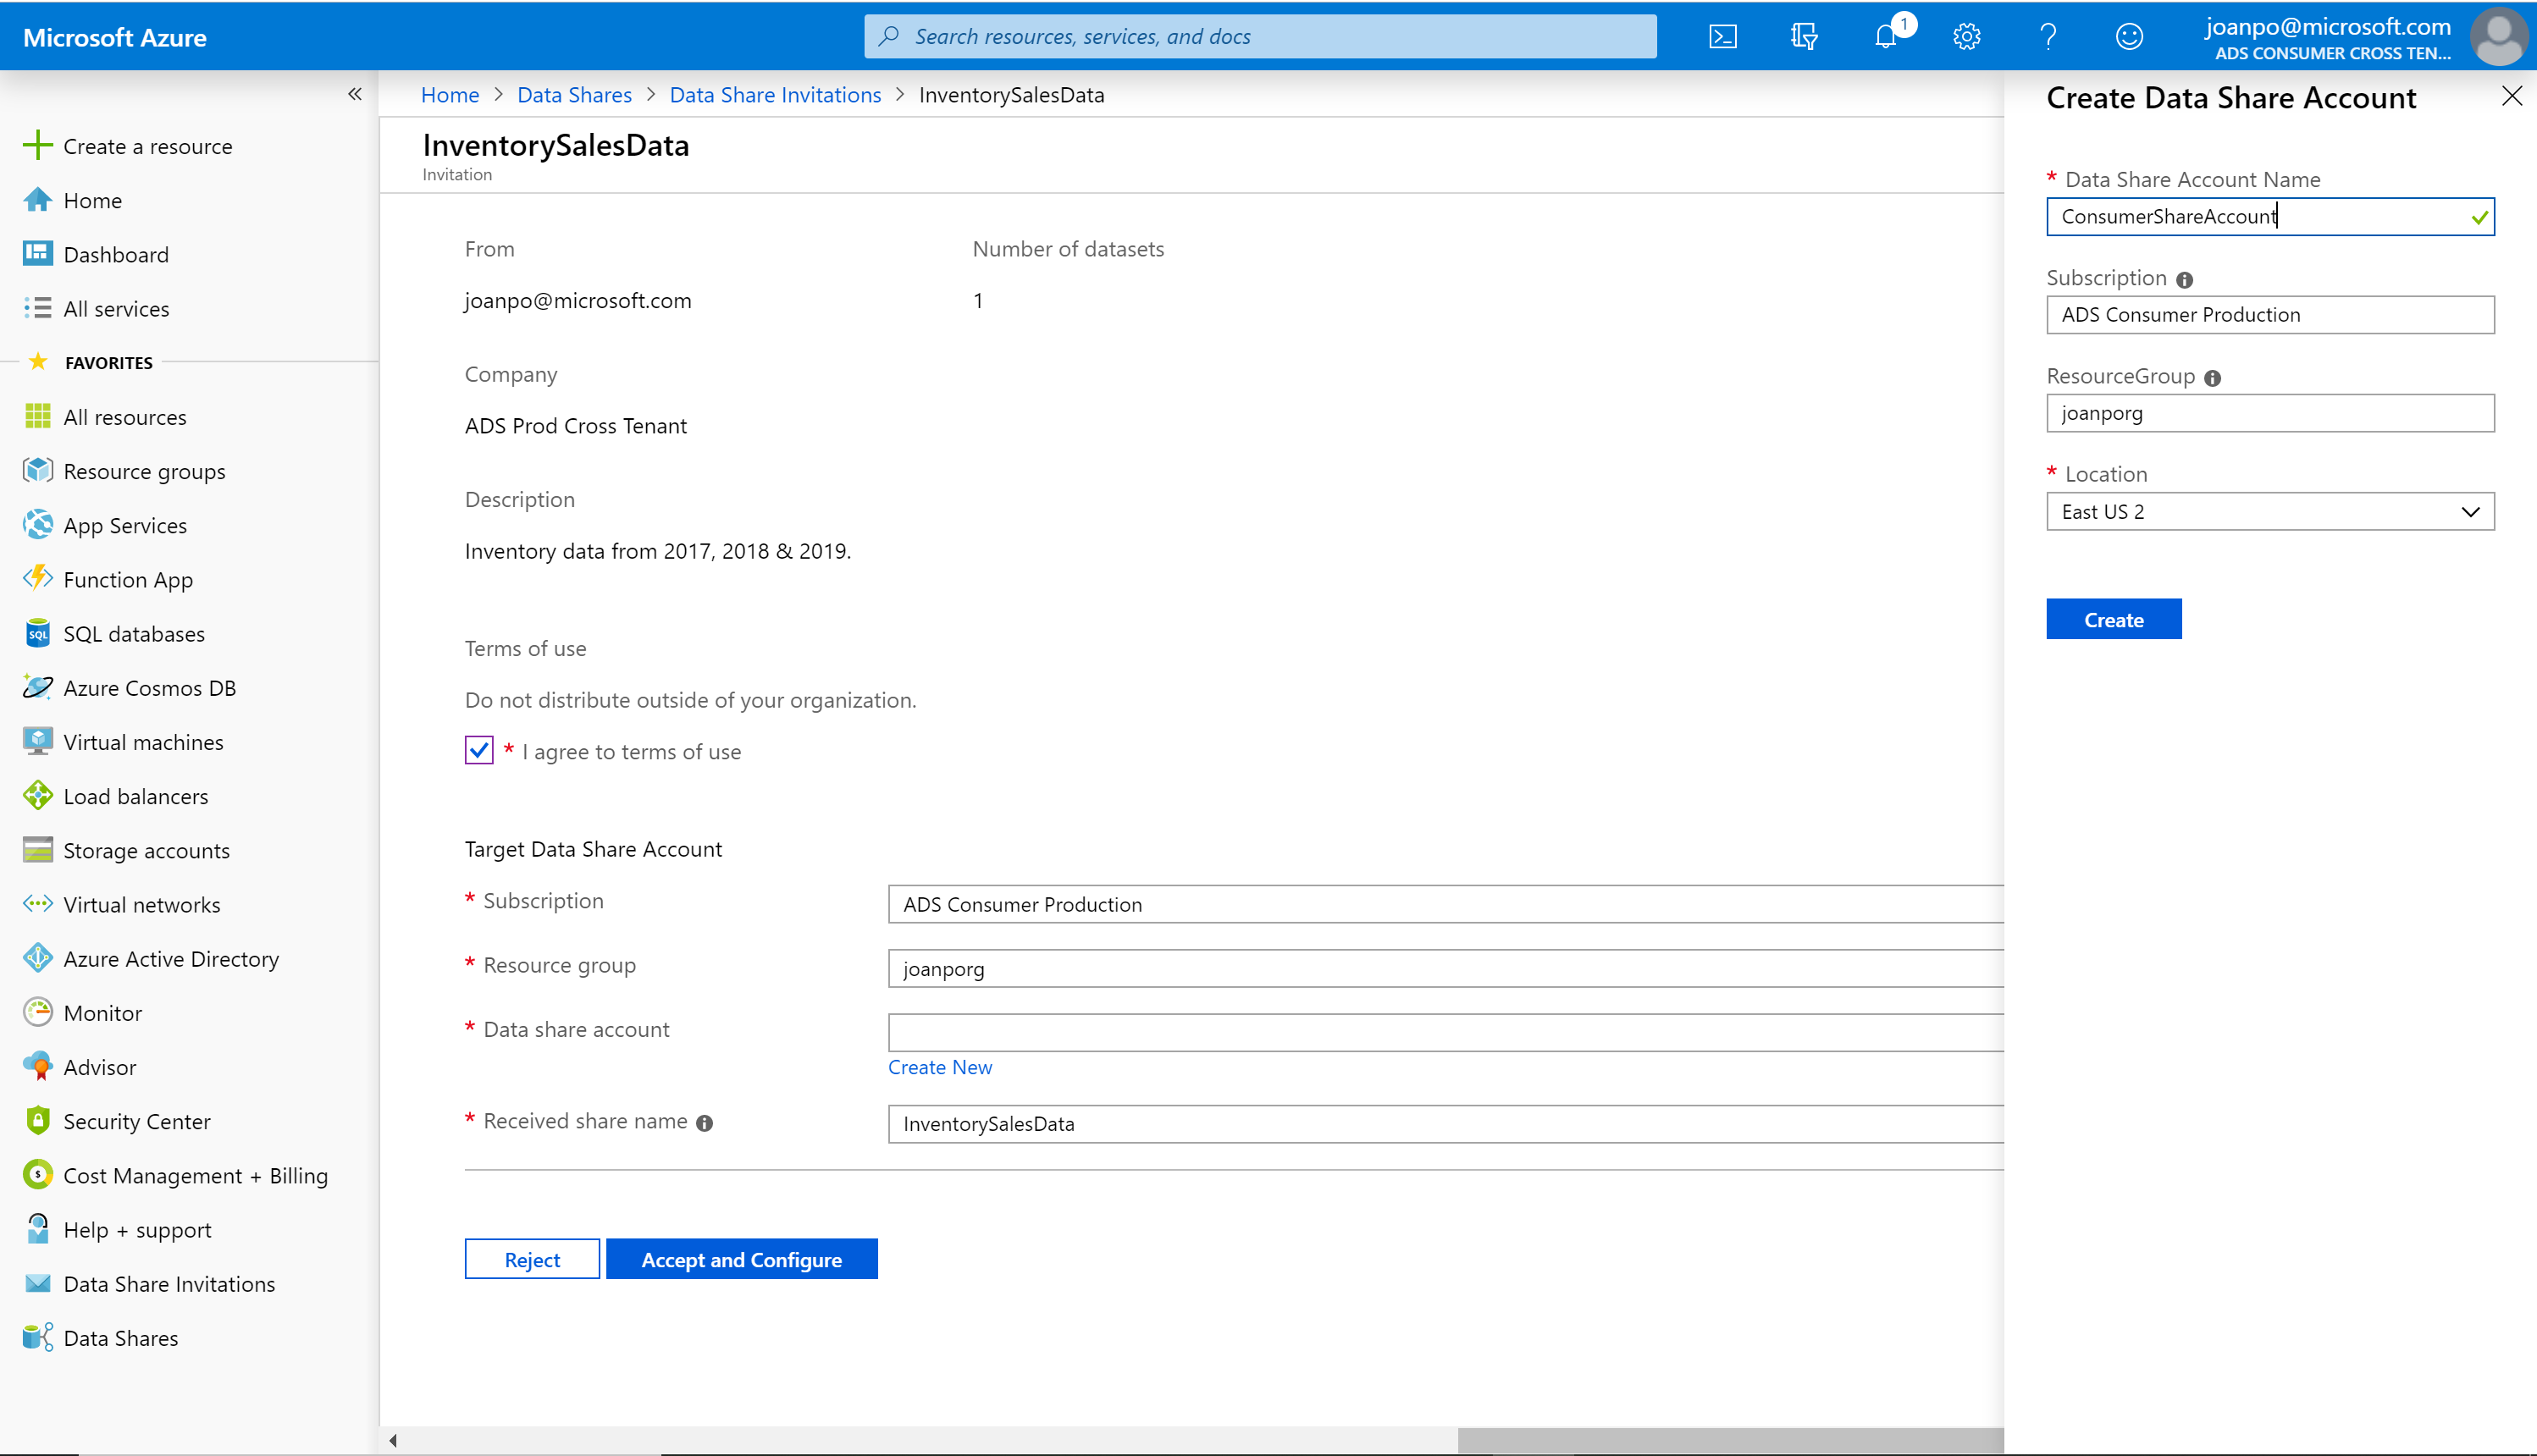 Microsoft Azure
Search resources, services, and docs
1
joanpo@microsoft.com
ADS CONSUMER CROSS TEN...
Create a resource
Home
Dashboard
All services
FAVORITES
All resources
Resource groups
App Services
Function App
SQL
SQL databases
Azure Cosmos DB
Virtual machines
Load balancers
Storage accounts
Virtual networks
Azure Active Directory
Monitor
Advisor
Security Center
Cost Management + Billing
Help + support
Data Share Invitations
Data Shares
Home > Data Shares > Data Share Invitations > InventorySalesData
InventorySalesData
Invitation
From
Number of datasets
joanpo@microsoft.com
1
Company
ADS Prod Cross Tenant
Description
Inventory data from 2017, 2018 & 2019.
Terms of use
Do not distribute outside of your organization.
* I agree to terms of use
Target Data Share Account
* Subscription
ADS Consumer Production
* Resource group
joanporg
* Data share account
Create New
* Received share name
InventorySalesData
Reject
Accept and Configure
Create Data Share Account
* Data Share Account Name
ConsumerShareAccount
Subscription
ADS Consumer Production
ResourceGroup
joanporg
* Location
East US 2
Create